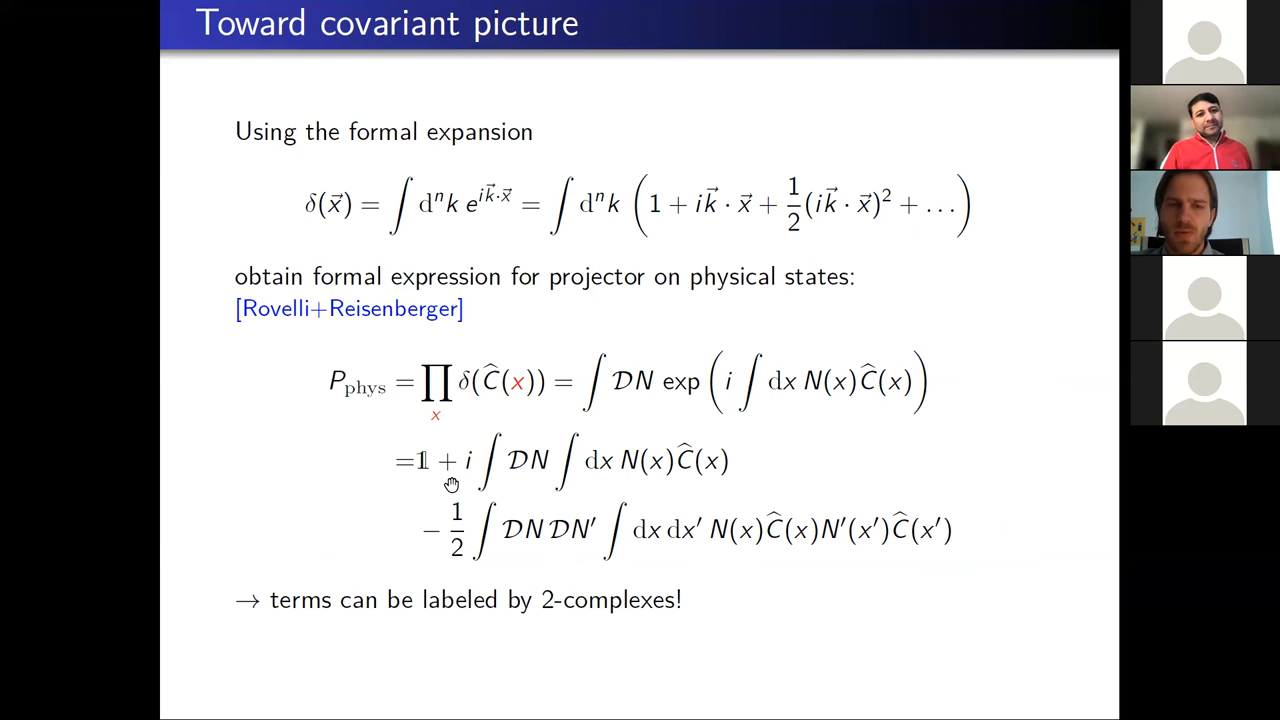 Toward covariant picture
Using the formal expansion
δ(x⃗) = ∫ dⁿk e^{ik⃗·x⃗} = ∫ dⁿk (1 + ik⃗ · x⃗ + 1/2 (ik⃗ · x⃗)² + …)
obtain formal expression for projector on physical states:
[Rovelli+Reisenberger]
P_phys = ∏_x δ(Ĉ(x)) = ∫ 𝒟N exp (i ∫ dx N(x)Ĉ(x))
=𝟙 + i ∫ 𝒟N ∫ dx N(x)Ĉ(x)
− 1/2 ∫ 𝒟N 𝒟N′ ∫ dx dx′ N(x)Ĉ(x)N′(x′)Ĉ(x′)
→ terms can be labeled by 2-complexes!